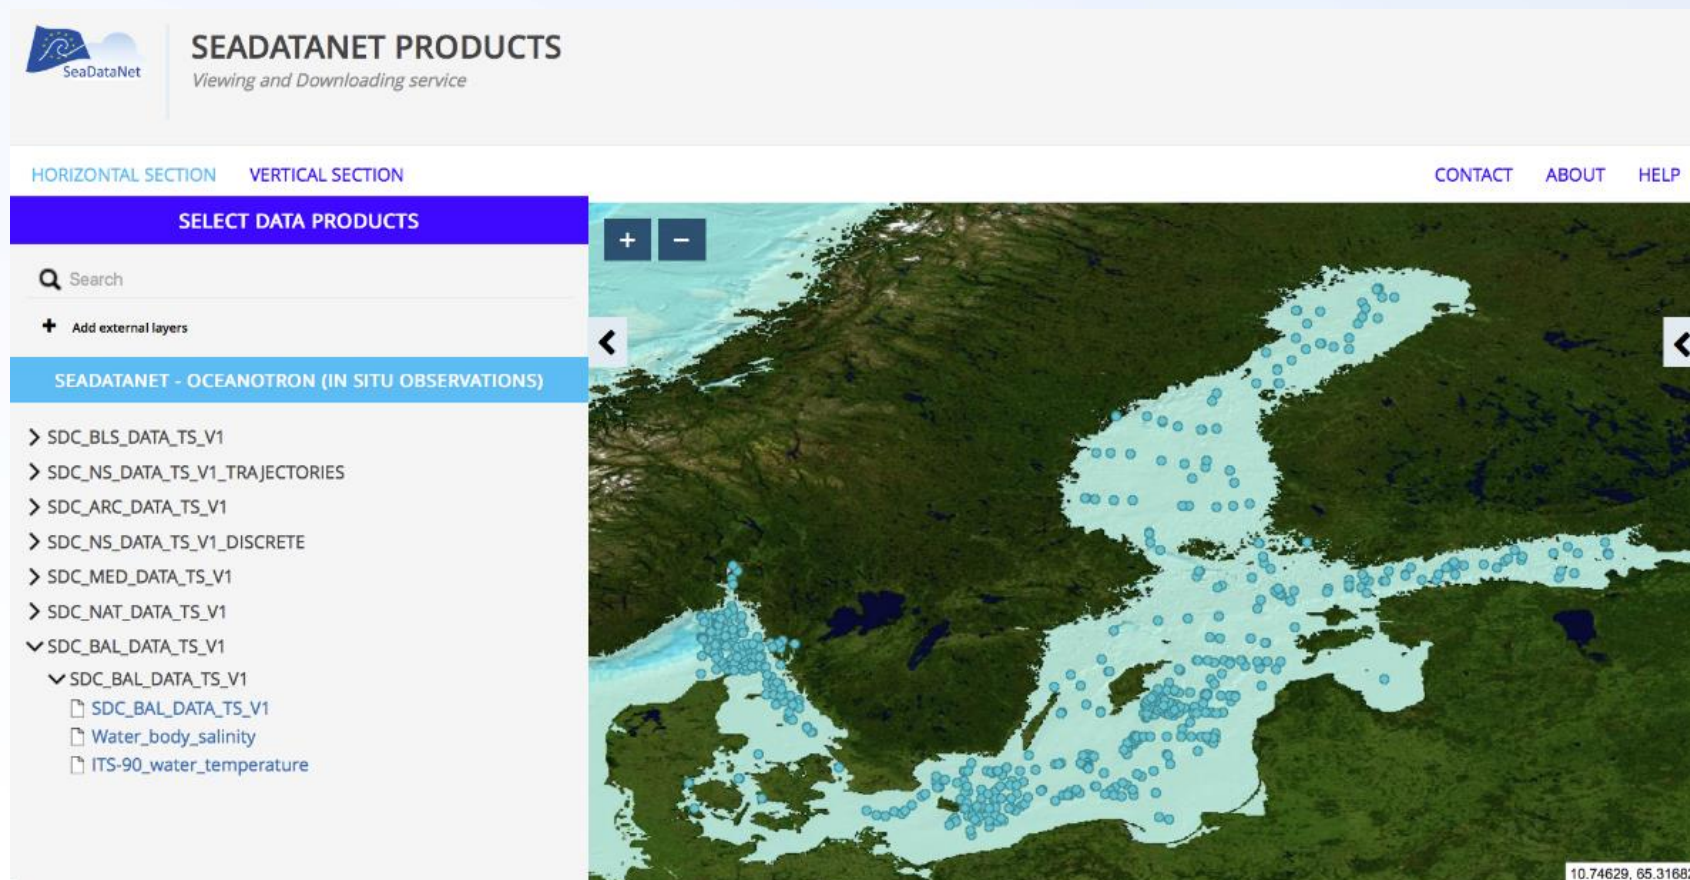 SeaDataNet
SEADATANET PRODUCTS
Viewing and Downloading service
HORIZONTAL SECTION VERTICAL SECTION CONTACT ABOUT HELP
SELECT DATA PRODUCTS
+ −
Search
+ Add external layers
SEADATANET - OCEANOTRON (IN SITU OBSERVATIONS)
SDC_BLS_DATA_TS_V1
SDC_NS_DATA_TS_V1_TRAJECTORIES
SDC_ARC_DATA_TS_V1
SDC_NS_DATA_TS_V1_DISCRETE
SDC_MED_DATA_TS_V1
SDC_NAT_DATA_TS_V1
SDC_BAL_DATA_TS_V1
SDC_BAL_DATA_TS_V1
SDC_BAL_DATA_TS_V1
Water_body_salinity
ITS-90_water_temperature
10.74629, 65.31682